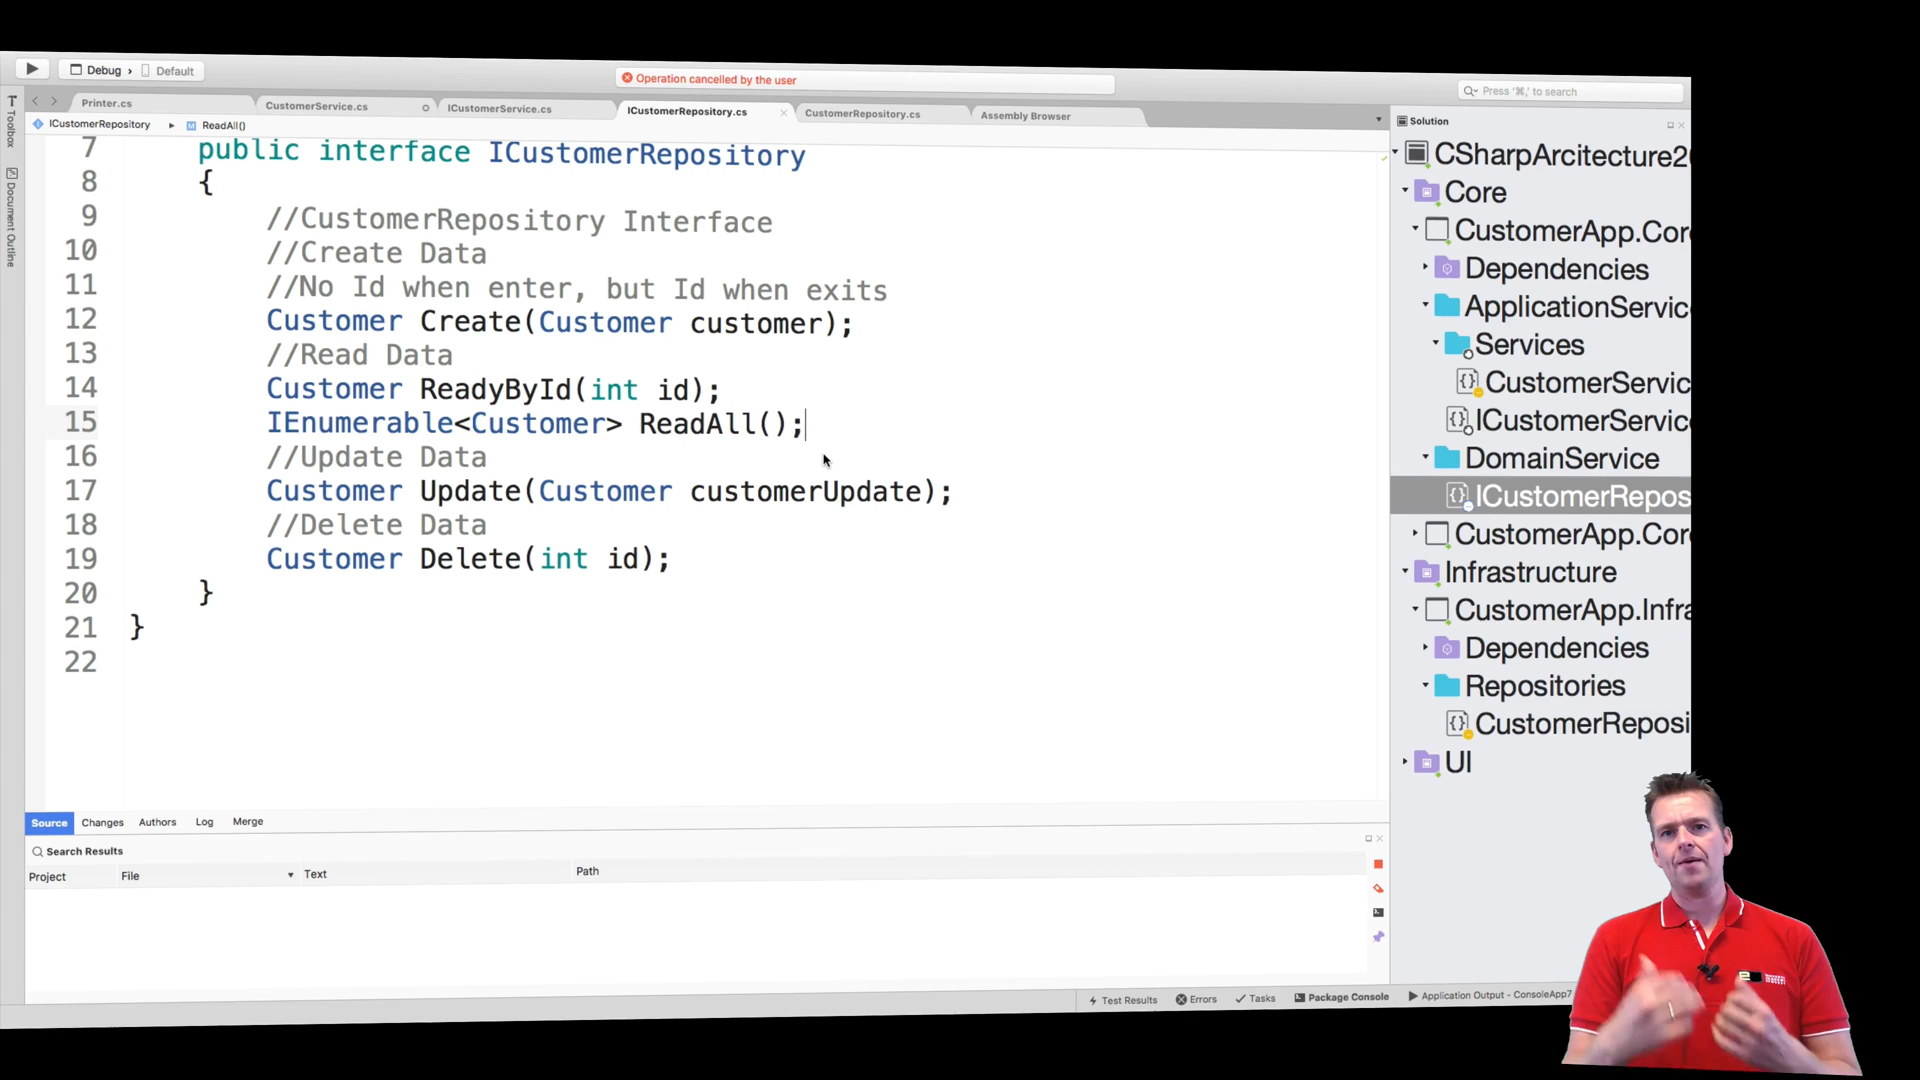 Debug › Default
Operation cancelled by the user
Press '⌘,' to search
Printer.cs
CustomerService.cs
ICustomerService.cs
ICustomerRepository.cs
CustomerRepository.cs
Assembly Browser
ICustomerRepository
ReadAll()
Toolbox
Document Outline
7 public interface ICustomerRepository
8 {
9 //CustomerRepository Interface
10 //Create Data
11 //No Id when enter, but Id when exits
12 Customer Create(Customer customer);
13 //Read Data
14 Customer ReadyById(int id);
15 IEnumerable<Customer> ReadAll();
16 //Update Data
17 Customer Update(Customer customerUpdate);
18 //Delete Data
19 Customer Delete(int id);
20 }
21 }
22
Solution
CSharpArcitecture2
Core
CustomerApp.Cor
Dependencies
ApplicationServic
Services
CustomerServic
ICustomerServic
DomainService
ICustomerRepos
CustomerApp.Cor
Infrastructure
CustomerApp.Infra
Dependencies
Repositories
CustomerReposi
UI
Source Changes Authors Log Merge
Search Results
Project File Text Path
Test Results Errors Tasks Package Console Application Output - ConsoleApp7